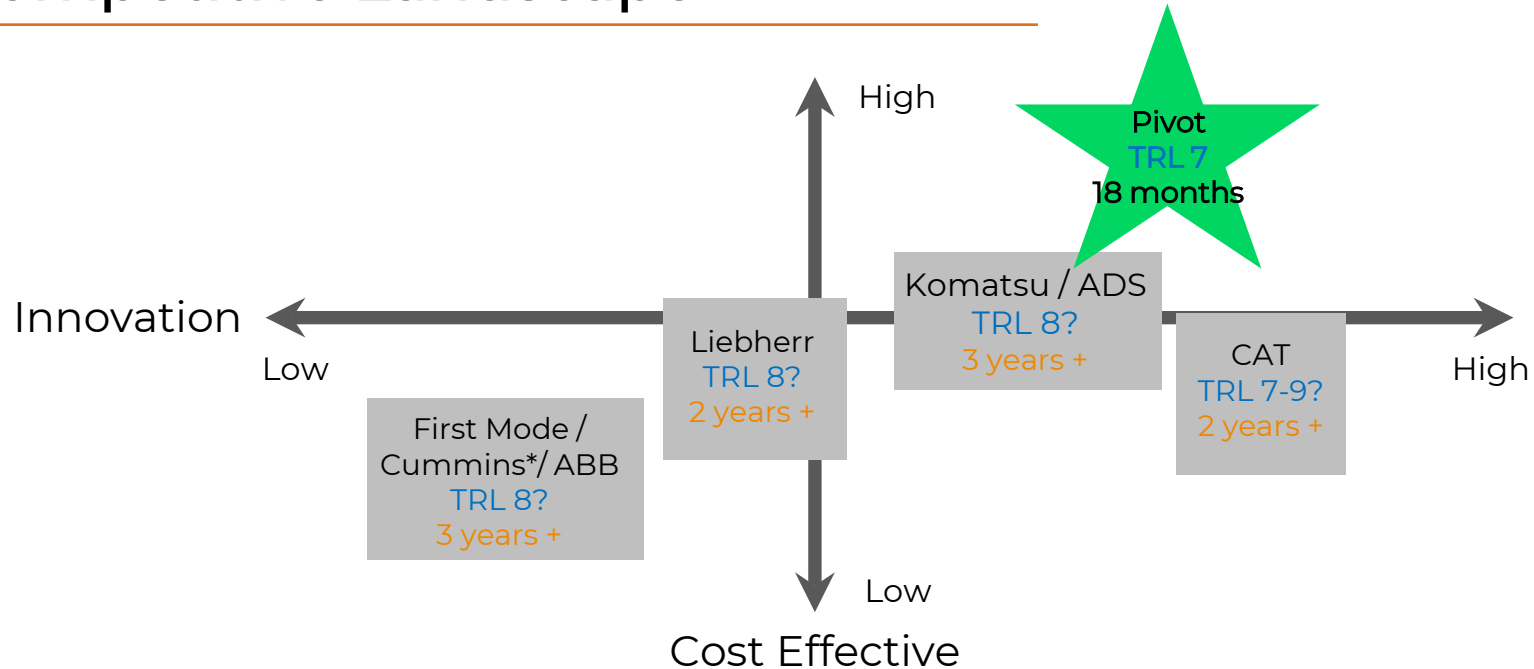 High
Pivot
TRL 7
18 months
Komatsu / ADS
TRL 8?
3 years +
Innovation
Low
High
Liebherr
TRL 8?
2 years +
CAT
TRL 7-9?
2 years +
First Mode /
Cummins*/ ABB
TRL 8?
3 years +
Low
Cost Effective